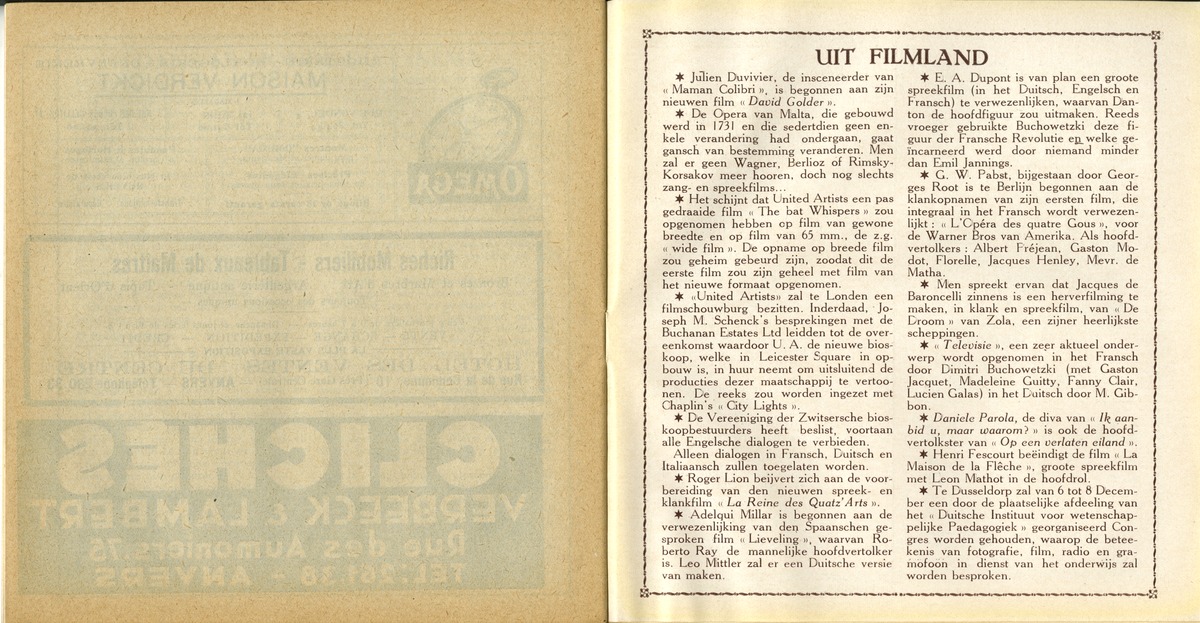 MAISON VERDICKT
OMEGA
Riches Mobiliers - Tableaux de Maîtres
HOTEL DES VENTES DU CENTRE
CLICHÉS
Rue des Aumoniers, 75
ANVERS
UIT FILMLAND
✶ Julien Duvivier, de insceneerder van
« Maman Colibri », is begonnen aan zijn
nieuwen film « David Golder ».
✶ De Opera van Malta, die gebouwd
werd in 1731 en die sedertdien geen en-
kele verandering had ondergaan, gaat
gansch van bestemming veranderen. Men
zal er geen Wagner, Berlioz of Rimsky-
Korsakov meer hooren, doch nog slechts
zang- en spreekfilms...
✶ Het schijnt dat United Artists een pas
gedraaide film « The bat Whispers » zou
opgenomen hebben op film van gewone
breedte en op film van 65 mm., de z.g.
« wide film ». De opname op breede film
zou geheim gebeurd zijn, zoodat dit de
eerste film zou zijn geheel met film van
het nieuwe formaat opgenomen.
✶ «United Artists» zal te Londen een
filmschouwburg bezitten. Inderdaad, Jo-
seph M. Schenck's besprekingen met de
Buchanan Estates Ltd leidden tot de over-
eenkomst waardoor U. A. de nieuwe bios-
koop, welke in Leicester Square in op-
bouw is, in huur neemt om uitsluitend de
producties dezer maatschappij te vertoo-
nen. De reeks zou worden ingezet met
Chaplin's « City Lights ».
✶ De Vereeniging der Zwitsersche bios-
koopbestuurders heeft beslist, voortaan
alle Engelsche dialogen te verbieden.
Alleen dialogen in Fransch, Duitsch en
Italiaansch zullen toegelaten worden.
✶ Roger Lion beijvert zich aan de voor-
bereiding van den nieuwen spreek- en
klankfilm « La Reine des Quatz'Arts ».
✶ Adelqui Millar is begonnen aan de
verwezenlijking van den Spaanschen ge-
sproken film « Lieveling », waarvan Ro-
berto Ray de mannelijke hoofdvertolker
is. Leo Mittler zal er een Duitsche versie
van maken.
✶ E. A. Dupont is van plan een groote
spreekfilm (in het Duitsch, Engelsch en
Fransch) te verwezenlijken, waarvan Dan-
ton de hoofdfiguur zou uitmaken. Reeds
vroeger gebruikte Buchowetzki deze fi-
guur der Fransche Revolutie en welke ge-
ïncarneerd werd door niemand minder
dan Emil Jannings.
✶ G. W. Pabst, bijgestaan door Geor-
ges Root is te Berlijn begonnen aan de
klankopnamen van zijn eersten film, die
integraal in het Fransch wordt verwezen-
lijkt : « L'Opéra des quatre Gous », voor
de Warner Bros van Amerika. Als hoofd-
vertolkers : Albert Fréjean, Gaston Mo-
dot, Florelle, Jacques Henley, Mevr. de
Matha.
✶ Men spreekt ervan dat Jacques de
Baroncelli zinnens is een herverfilming te
maken, in klank en spreekfilm, van « De
Droom » van Zola, een zijner heerlijkste
scheppingen.
✶ « Televisie », een zeer aktueel onder-
werp wordt opgenomen in het Fransch
door Dimitri Buchowetzki (met Gaston
Jacquet, Madeleine Guitty, Fanny Clair,
Lucien Galas) in het Duitsch door M. Gib-
bon.
✶ Daniele Parola, de diva van « Ik aan-
bid u, maar waarom? » is ook de hoofd-
vertolkster van « Op een verlaten eiland ».
✶ Henri Fescourt beëindigt de film « La
Maison de la Flêche », groote spreekfilm
met Leon Mathot in de hoofdrol.
✶ Te Dusseldorp zal van 6 tot 8 Decem-
ber een door de plaatselijke afdeeling van
het « Duitsche Instituut voor wetenschap-
pelijke Paedagogiek » georganiseerd Con-
gres worden gehouden, waarop de betee-
kenis van fotografie, film, radio en gra-
mofoon in dienst van het onderwijs zal
worden besproken.